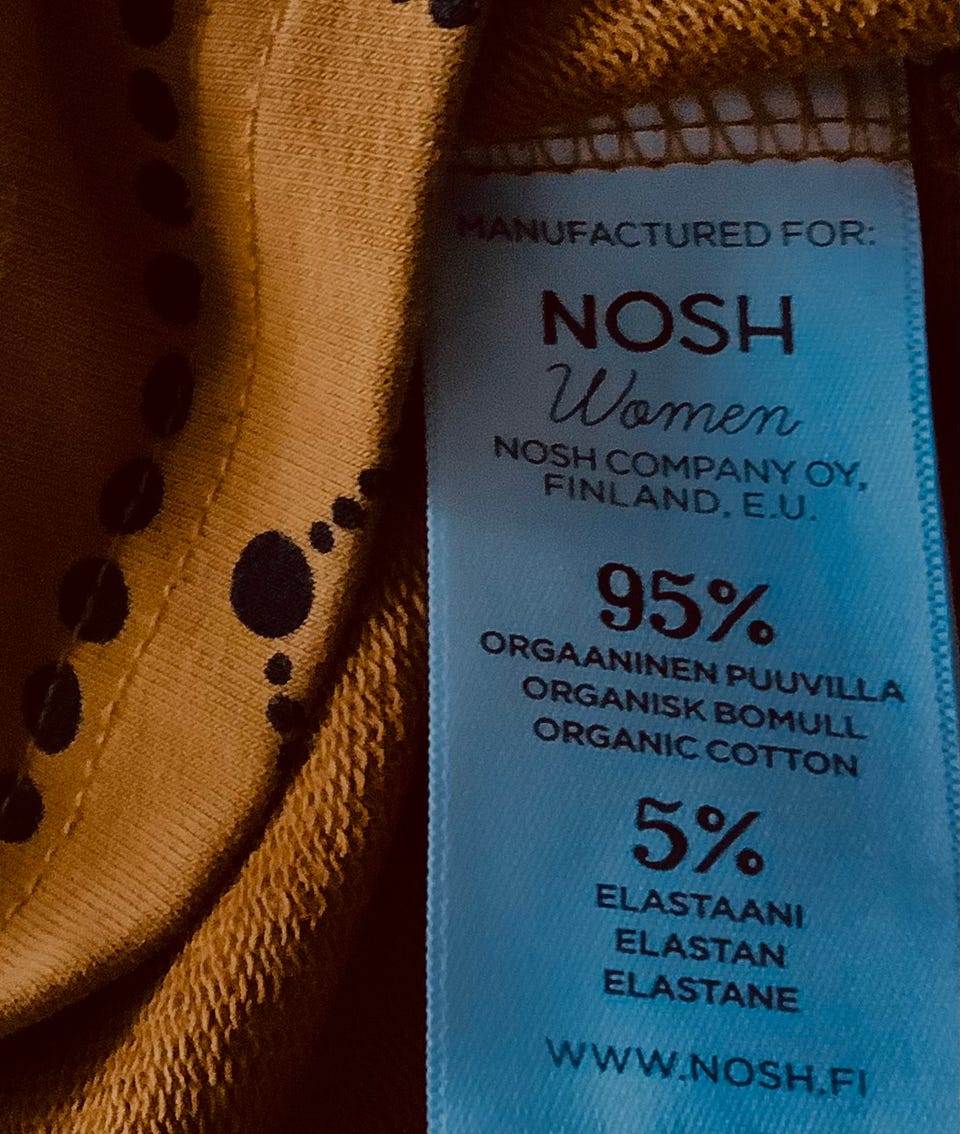 MANUFACTURED FOR:
NOSH
Women
NOSH COMPANY OY,
FINLAND, E.U.
95%
ORGAANINEN PUUVILLA
ORGANISK BOMULL
ORGANIC COTTON
5%
ELASTAANI
ELASTAN
ELASTANE
WWW.NOSH.FI